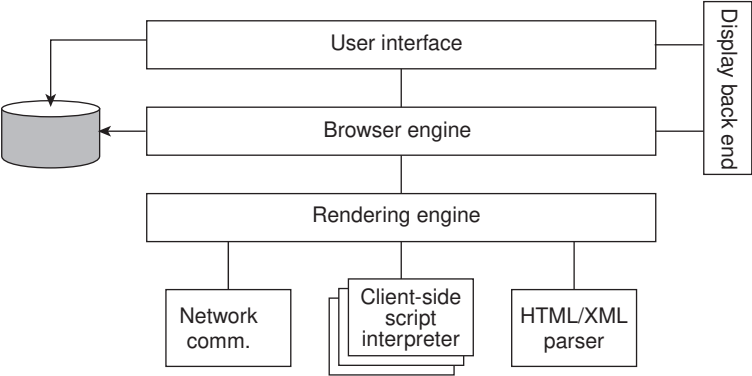 User interface
Display back end
Browser engine
Rendering engine
Network
comm.
Client-side
script
interpreter
HTML/XML
parser